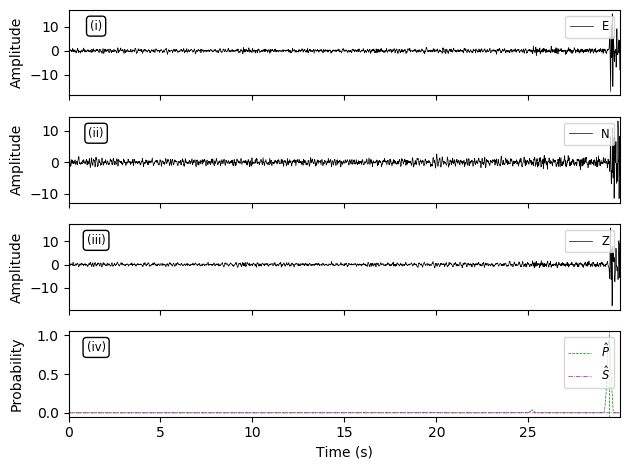 (i)
E
Amplitude
10
0
−10
(ii)
N
Amplitude
10
0
−10
(iii)
Z
Amplitude
10
0
−10
(iv)
P̂
Ŝ
Probability
1.0
0.5
0.0
0 5 10 15 20 25
Time (s)